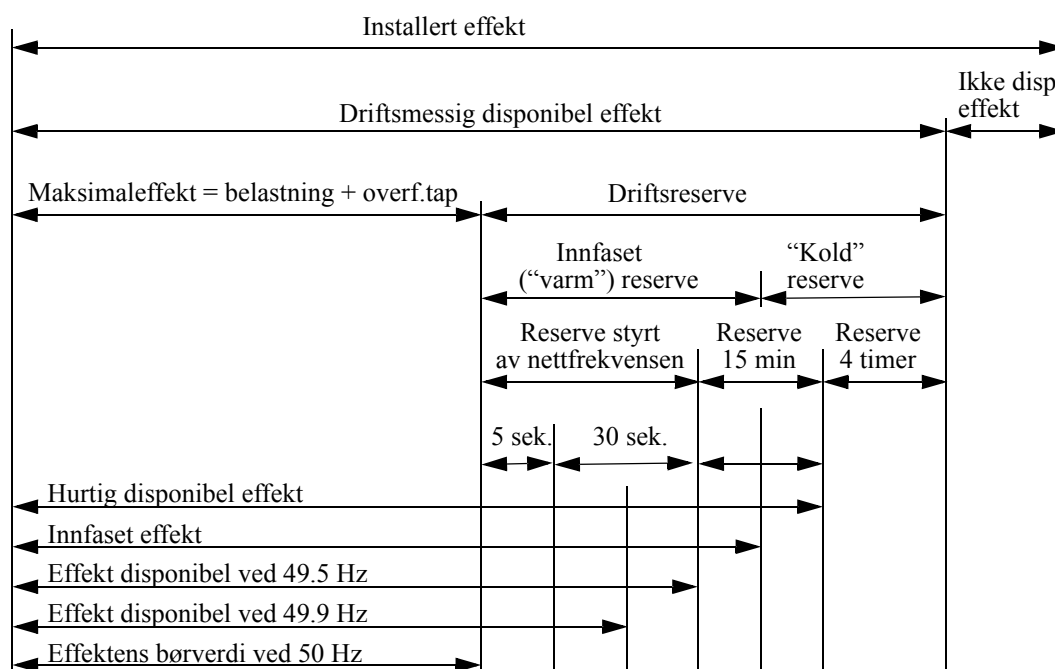 Installert effekt
Ikke disp
effekt
Driftsmessig disponibel effekt
Maksimaleffekt = belastning + overf.tap
Driftsreserve
Innfaset
(“varm”) reserve
“Kold”
reserve
Reserve styrt
av nettfrekvensen
Reserve
15 min
Reserve
4 timer
5 sek.
30 sek.
Hurtig disponibel effekt
Innfaset effekt
Effekt disponibel ved 49.5 Hz
Effekt disponibel ved 49.9 Hz
Effektens børverdi ved 50 Hz